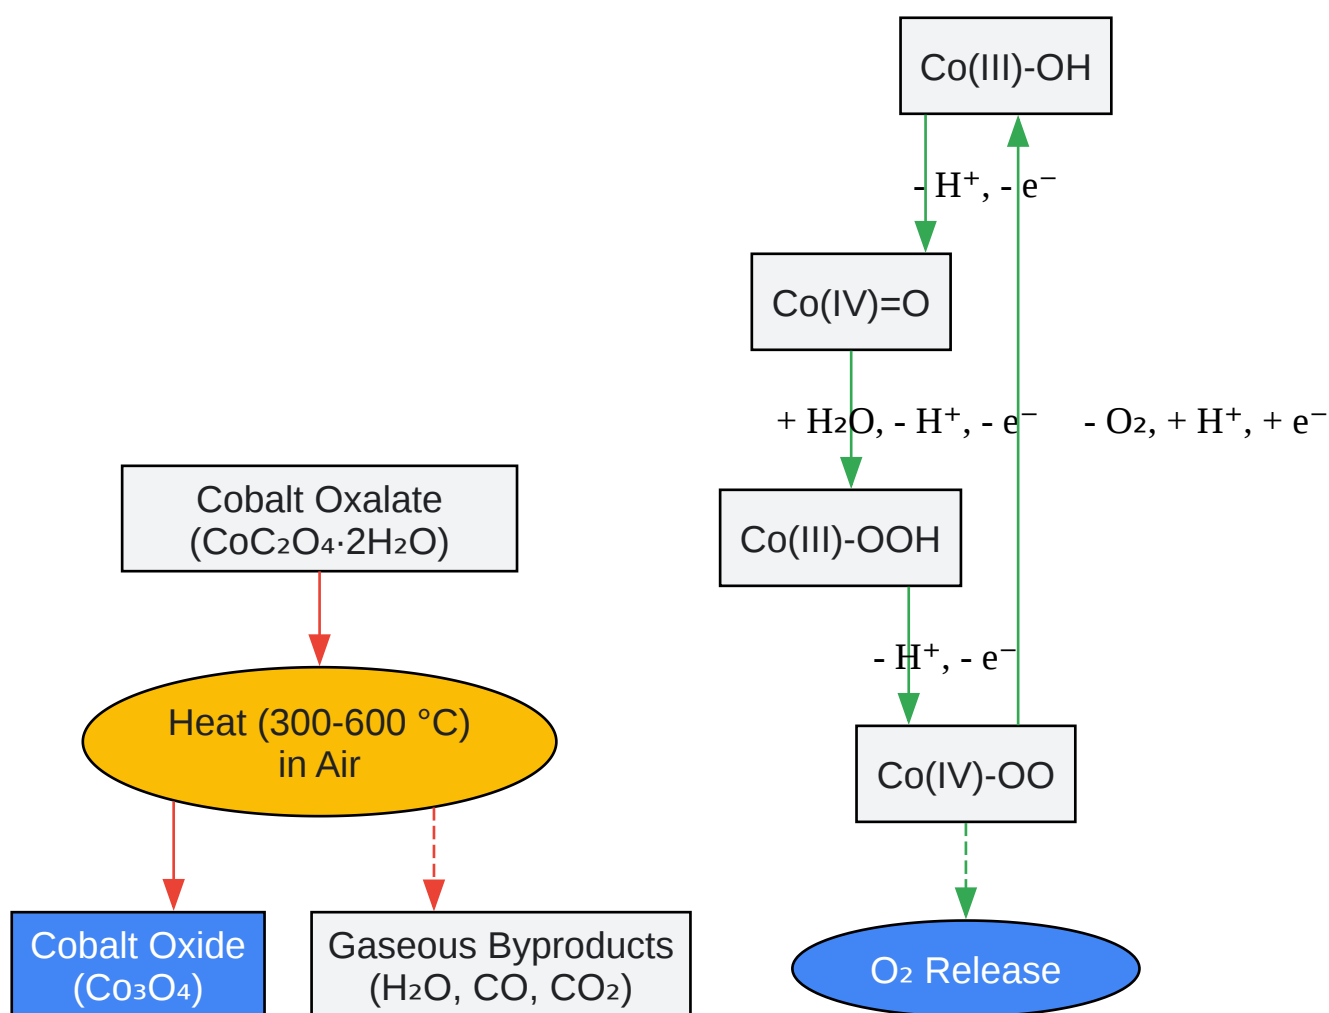 Co(III)-OH
- H⁺, - e⁻
Co(IV)=O
+ H₂O, - H⁺, - e⁻
- O₂, + H⁺, + e⁻
Co(III)-OOH
- H⁺, - e⁻
Co(IV)-OO
O₂ Release
Cobalt Oxalate
(CoC₂O₄·2H₂O)
Heat (300-600 °C)
in Air
Cobalt Oxide
(Co₃O₄)
Gaseous Byproducts
(H₂O, CO, CO₂)